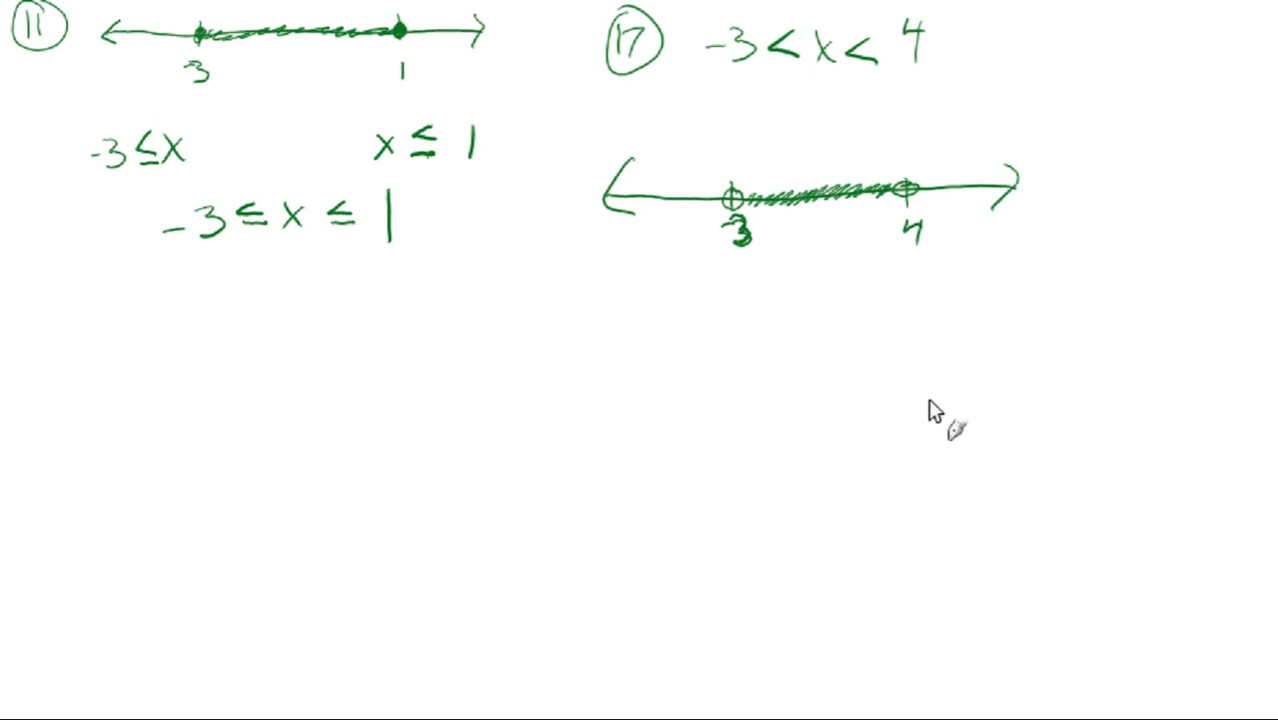 11
-3 1
-3 ≤ x x ≤ 1
-3 ≤ x ≤ 1
17 -3 < x < 4
-3 4